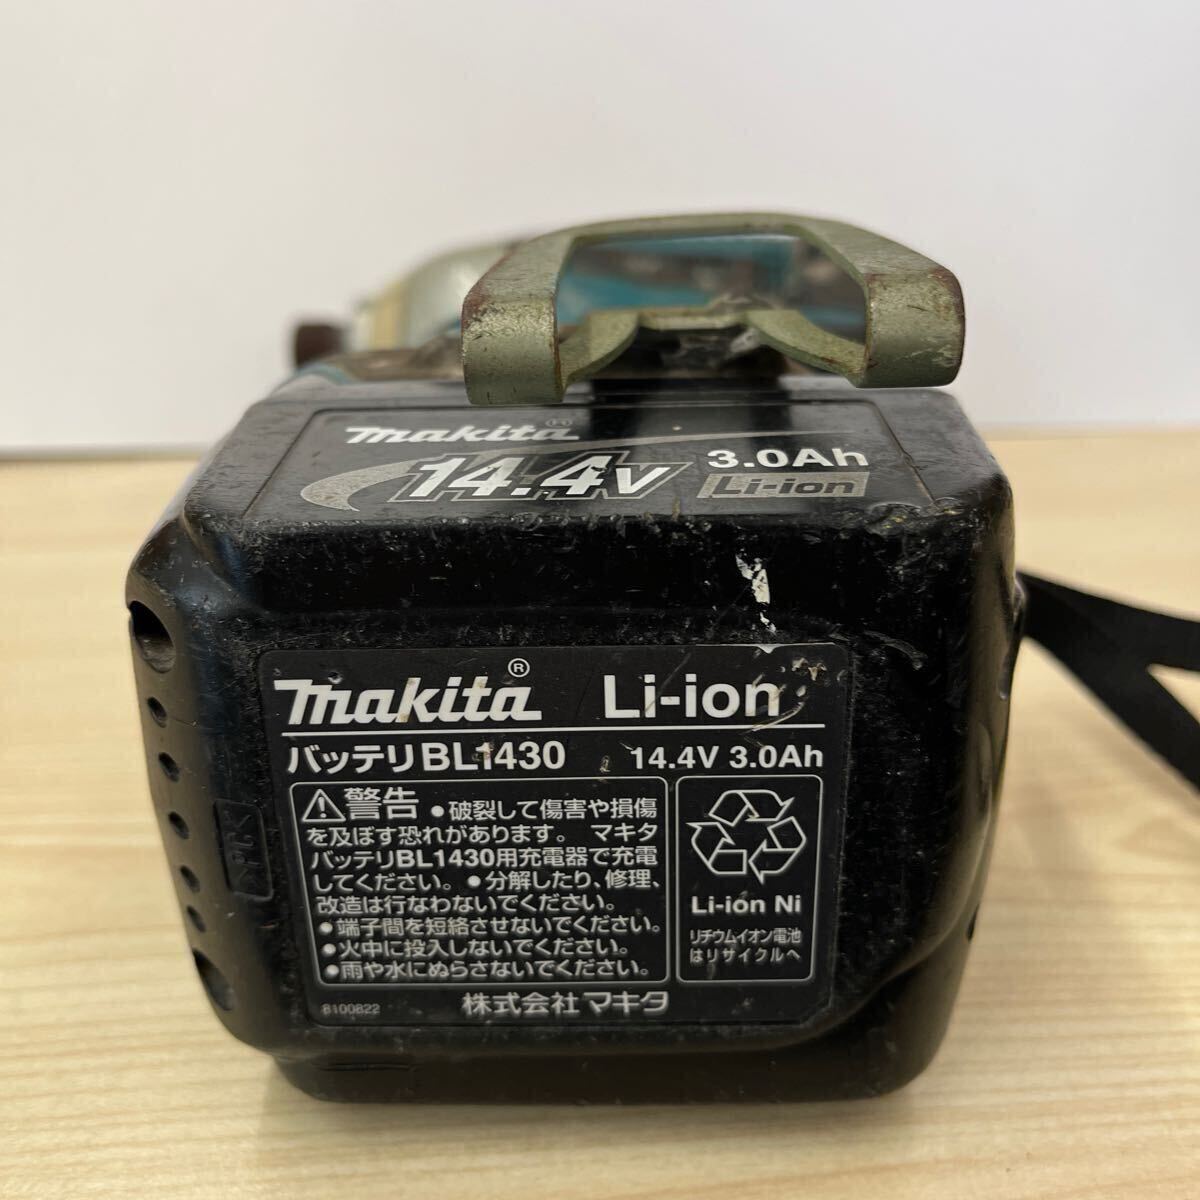 makita®
14.4V
3.0Ah
Li-ion
makita® Li-ion
バッテリBL1430 14.4V 3.0Ah
⚠警告 ●破裂して傷害や損傷
を及ぼす恐れがあります。 マキタ
バッテリBL1430用充電器で充電
してください。●分解したり、修理、
改造は行なわないでください。
●端子間を短絡させないでください。
●火中に投入しないでください。
●雨や水にぬらさないでください。
Li-ion Ni
リチウムイオン電池
はリサイクルへ
8100822
株式会社マキタ